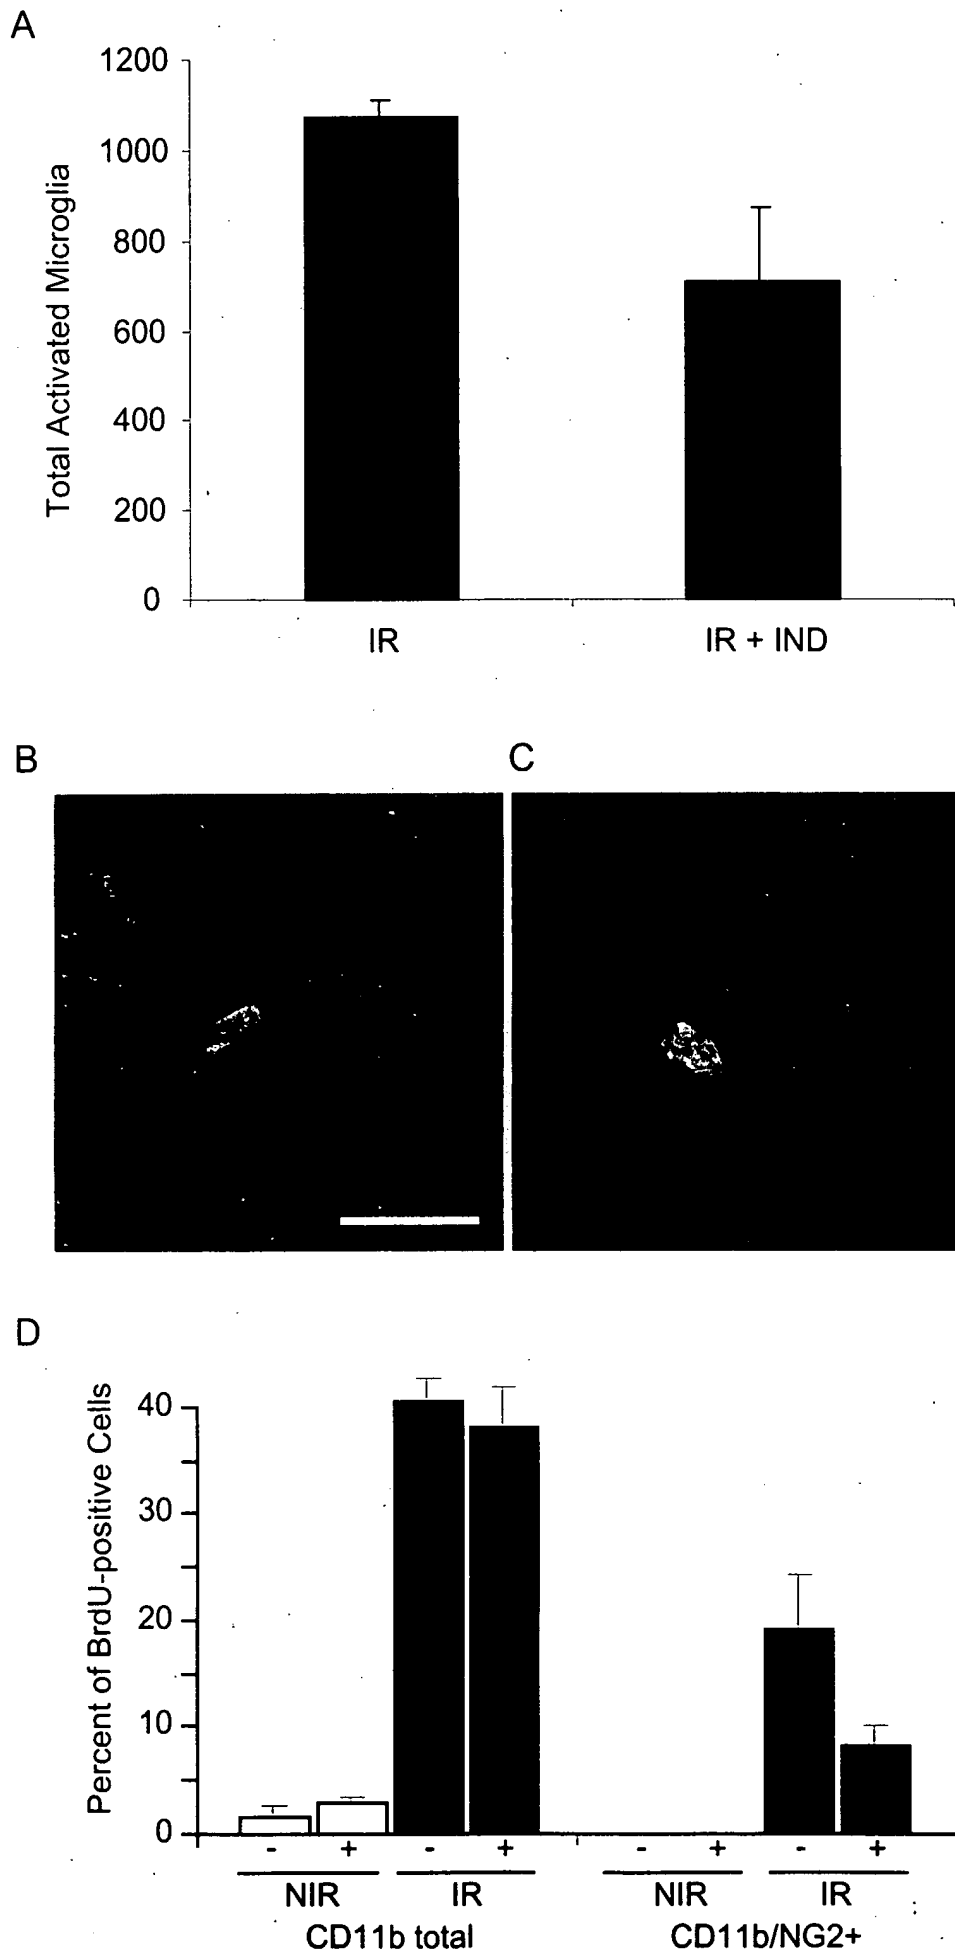 A
1200
1000
800
600
400
200
0
Total Activated Microglia
IR
IR + IND
B
C
D
40
30
20
10
0
Percent of BrdU-positive Cells
- + - + - + - +
NIR IR NIR IR
CD11b total CD11b/NG2+